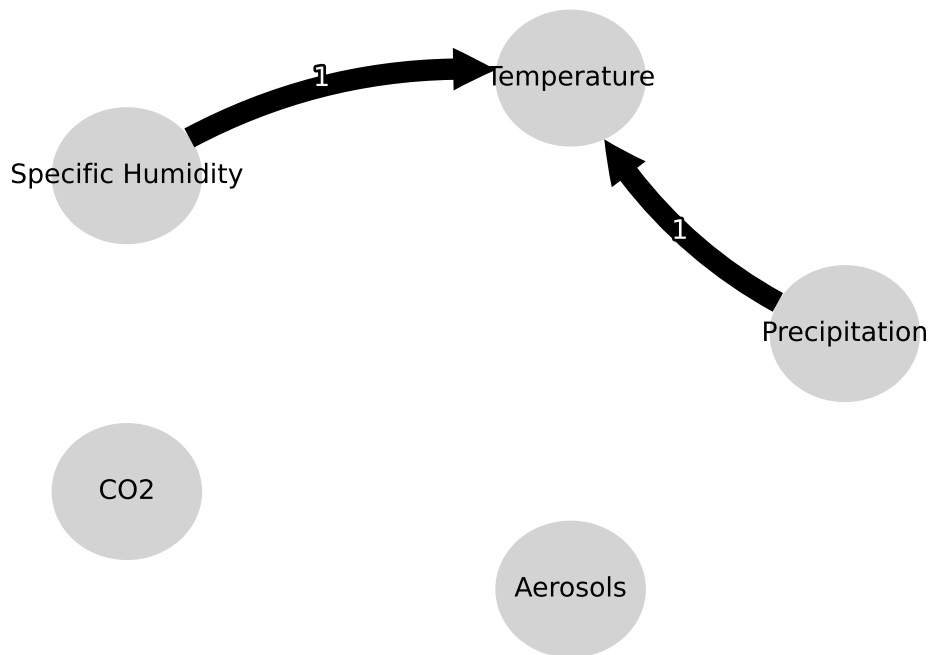 Temperature
1
Specific Humidity
1
Precipitation
CO2
Aerosols